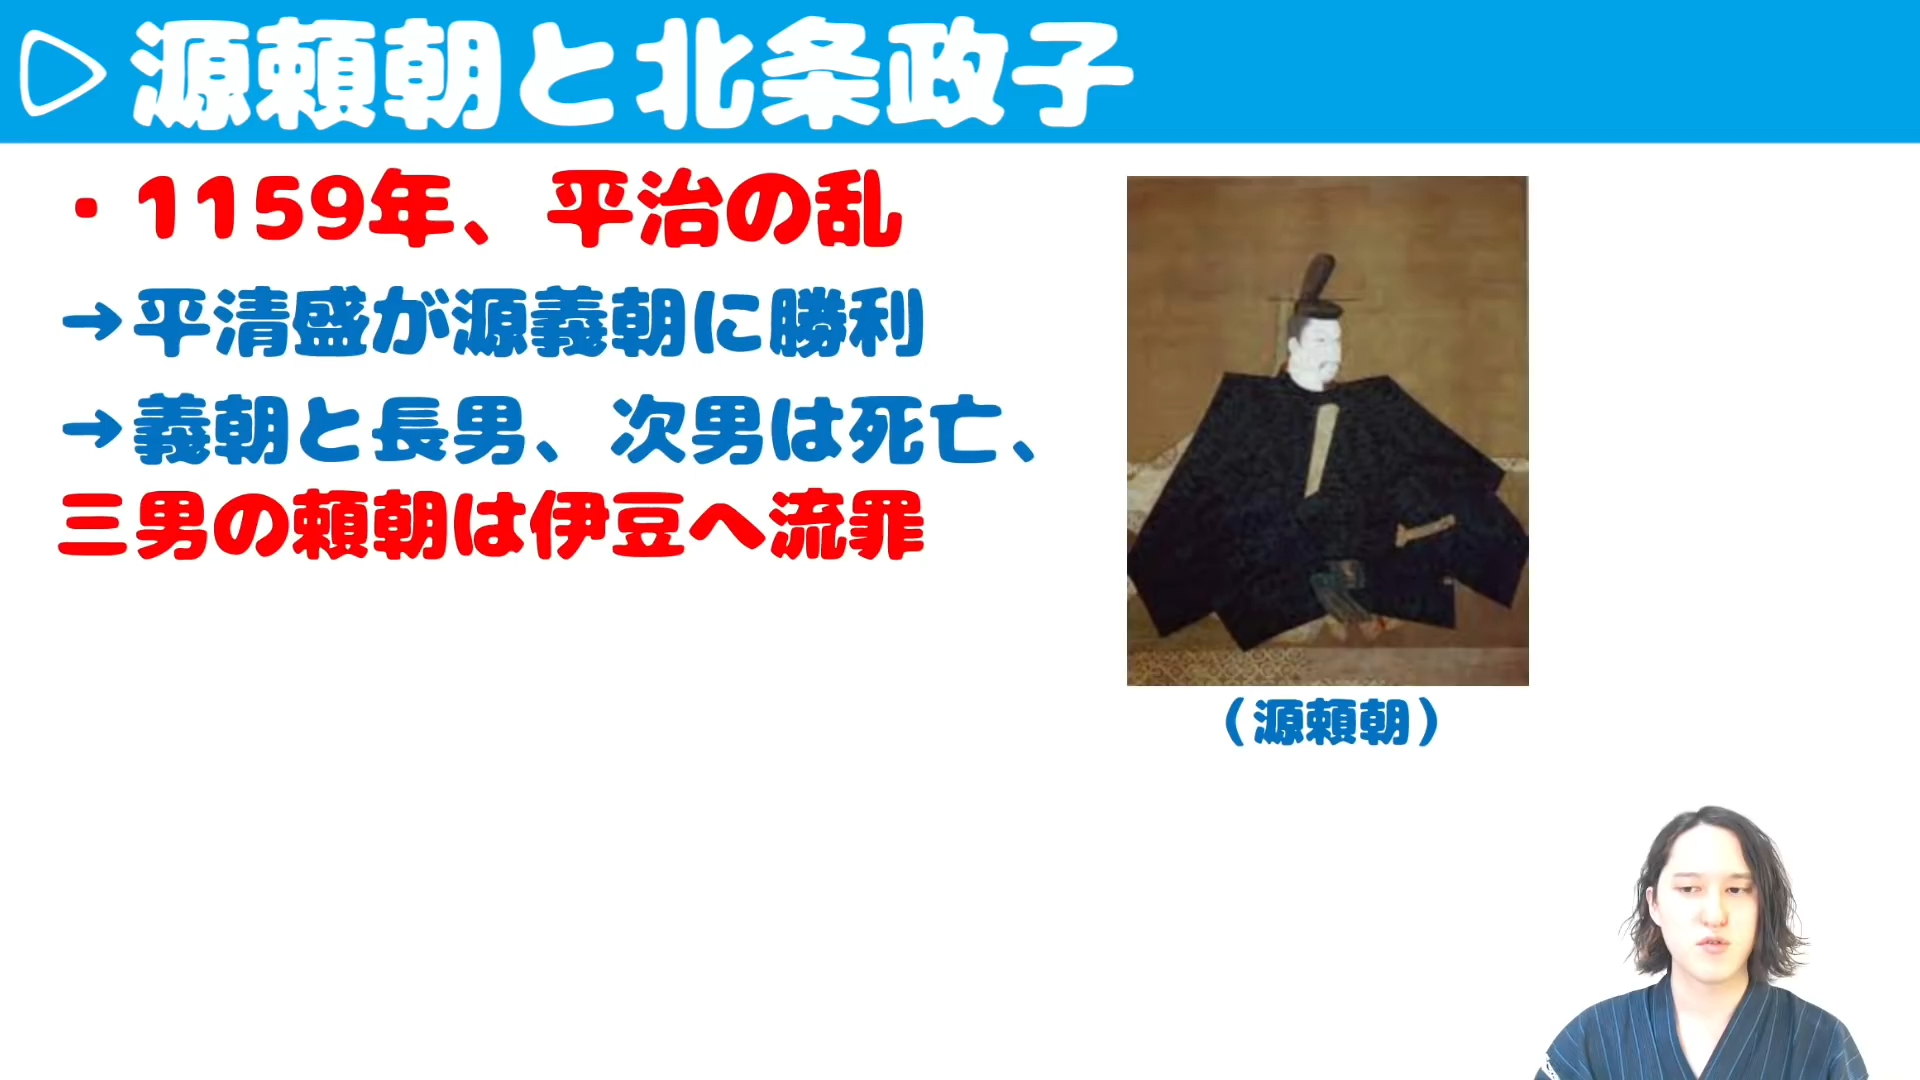 源頼朝と北条政子
・1159年、平治の乱
→平清盛が源義朝に勝利
→義朝と長男、次男は死亡、
三男の頼朝は伊豆へ流罪
（源頼朝）